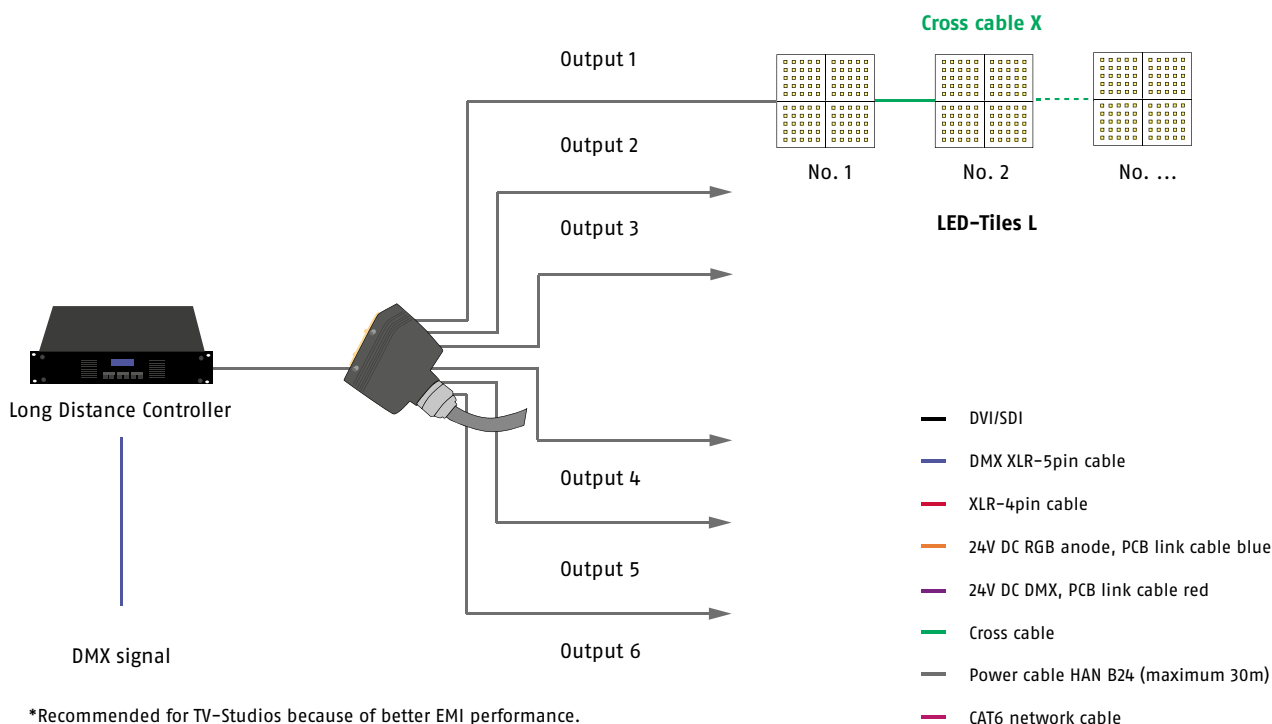 Cross cable X
Output 1
Output 2
No. 1
No. 2
No. ...
Output 3
LED-Tiles L
Long Distance Controller
Output 4
Output 5
Output 6
DMX signal
DVI/SDI
DMX XLR-5pin cable
XLR-4pin cable
24V DC RGB anode, PCB link cable blue
24V DC DMX, PCB link cable red
Cross cable
Power cable HAN B24 (maximum 30m)
CAT6 network cable
*Recommended for TV-Studios because of better EMI performance.